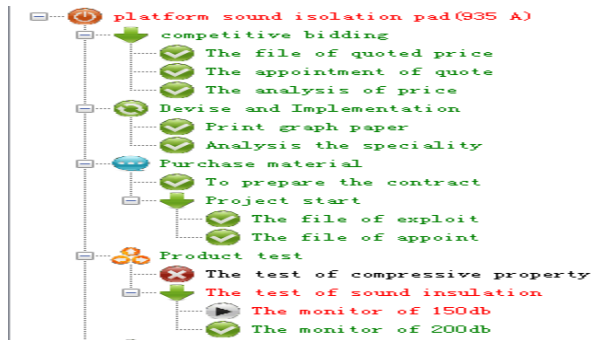 platform sound isolation pad(935 A)
competitive bidding
The file of quoted price
The appointment of quote
The analysis of price
Devise and Implementation
Print graph paper
Analysis the speciality
Purchase material
To prepare the contract
Project start
The file of exploit
The file of appoint
Product test
The test of compressive property
The test of sound insulation
The monitor of 150db
The monitor of 200db